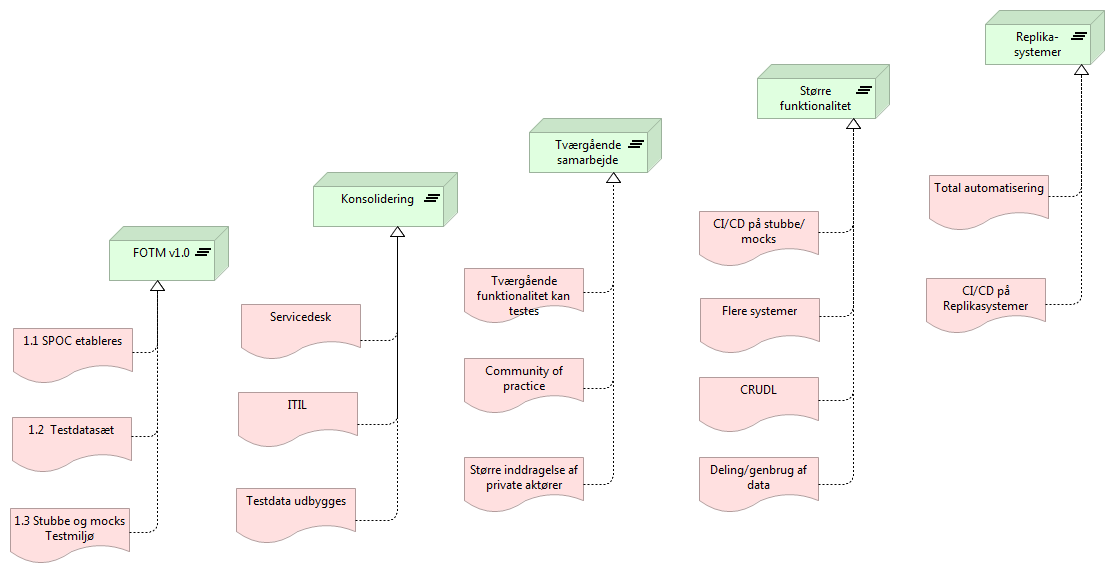 Replika-
systemer
Større
funktionalitet
Tværgående
samarbejde
Konsolidering
FOTM v1.0
Total automatisering
CI/CD på
Replikasystemer
CI/CD på stubbe/
mocks
Flere systemer
CRUDL
Deling/genbrug af
data
Tværgående
funktionalitet kan
testes
Community of
practice
Større inddragelse af
private aktører
Servicedesk
ITIL
Testdata udbygges
1.1 SPOC etableres
1.2  Testdatasæt
1.3 Stubbe og mocks
Testmiljø